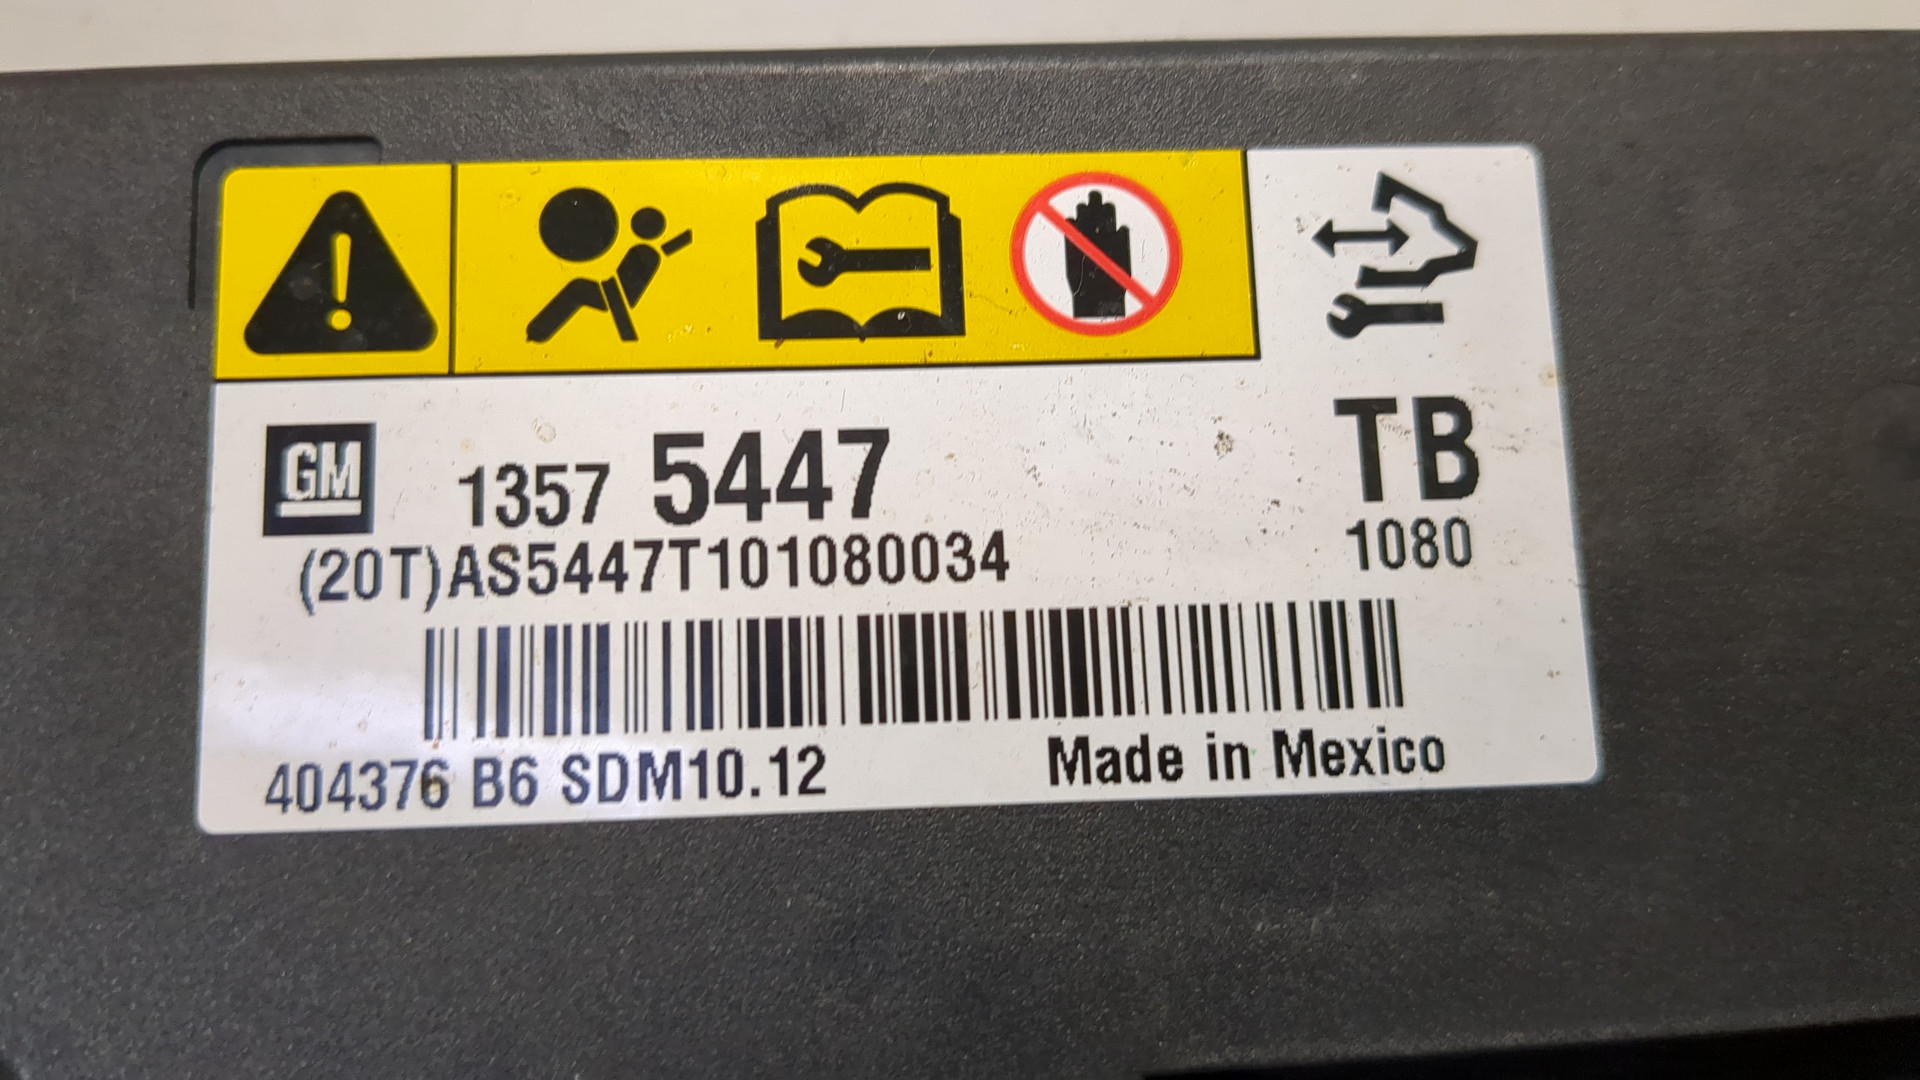 GM 1357 5447 TB
(20T)AS5447T101080034 1080
404376 B6 SDM10.12 Made in Mexico